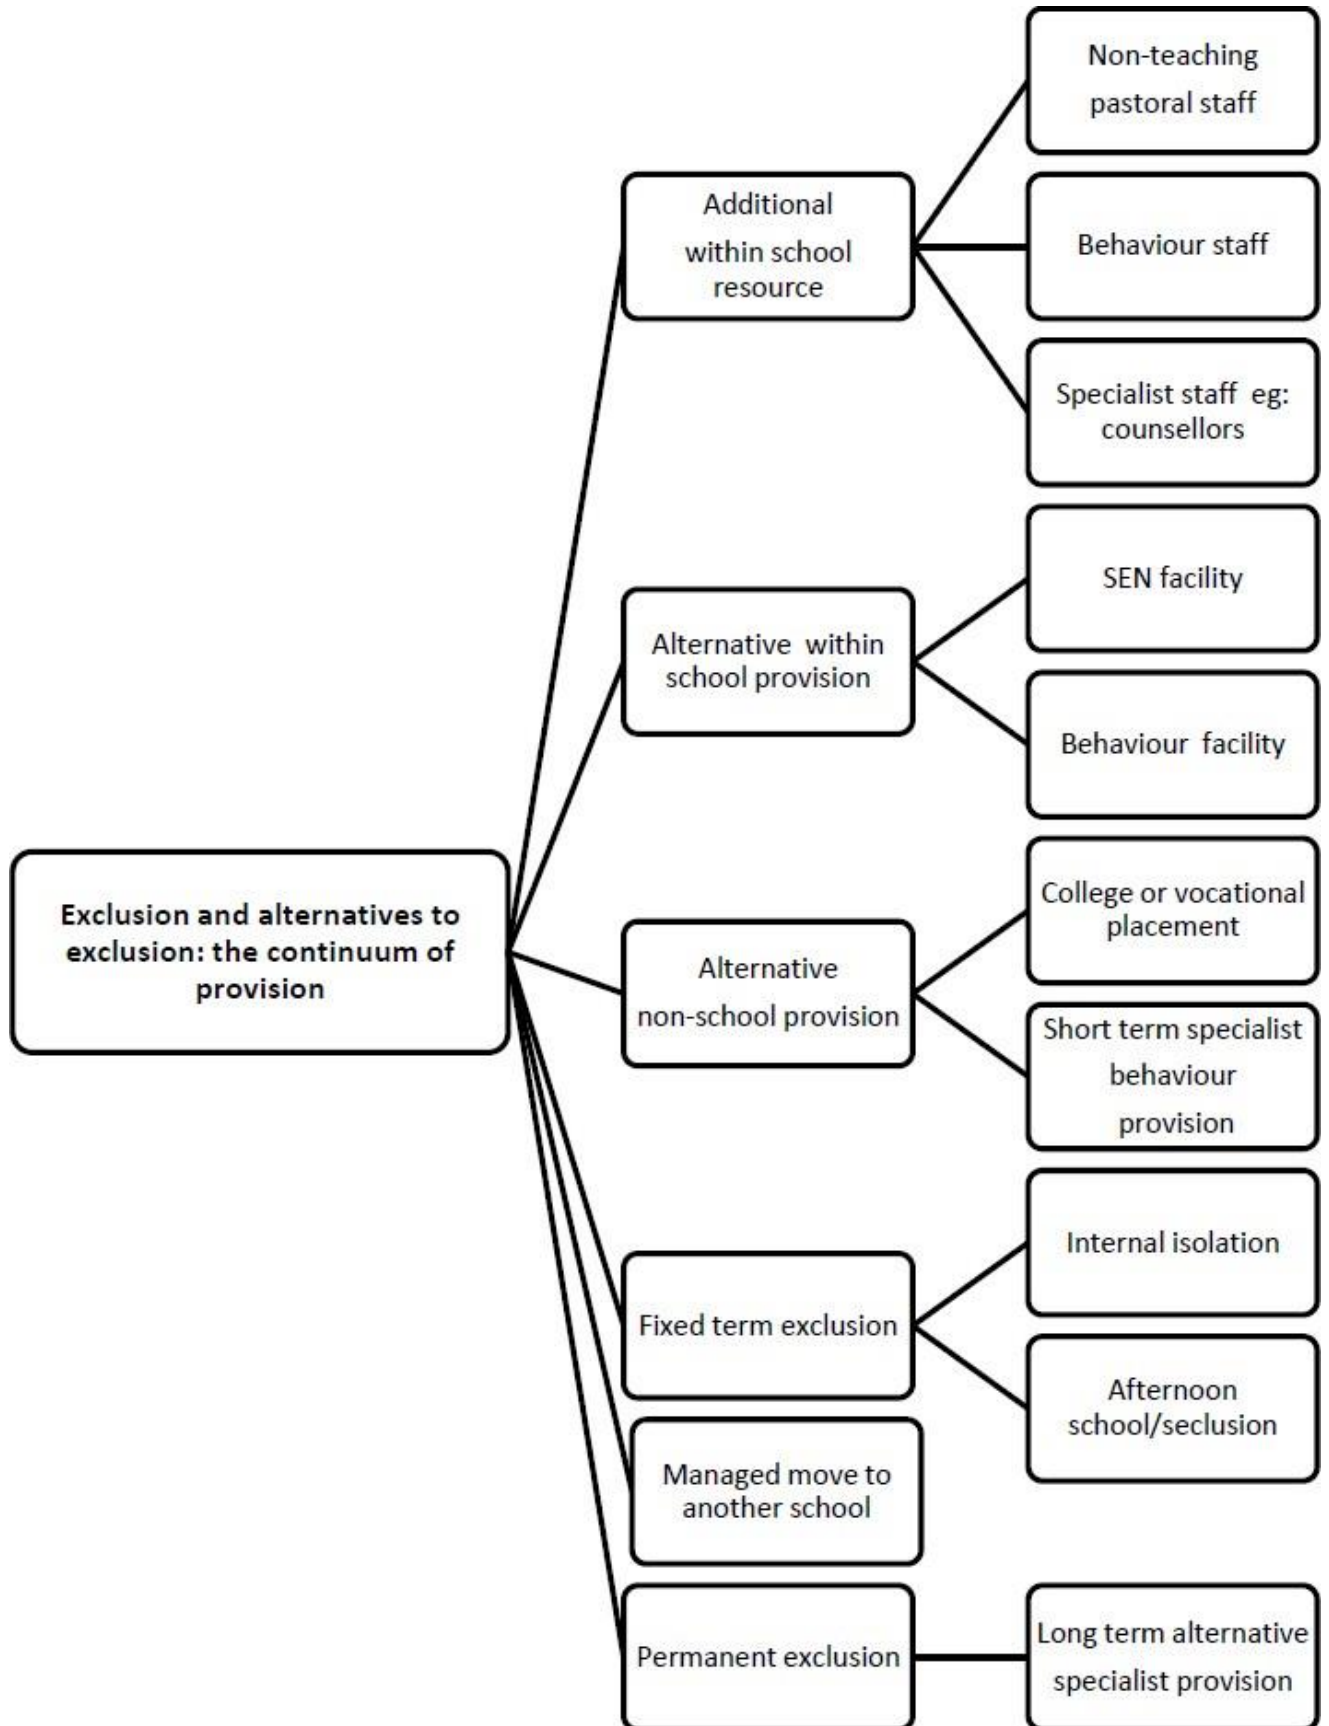 Exclusion and alternatives to
exclusion: the continuum of
provision
Additional
within school
resource
Non-teaching
pastoral staff
Behaviour staff
Specialist staff eg:
counsellors
Alternative within
school provision
SEN facility
Behaviour facility
Alternative
non-school provision
College or vocational
placement
Short term specialist
behaviour
provision
Fixed term exclusion
Internal isolation
Afternoon
school/seclusion
Managed move to
another school
Permanent exclusion
Long term alternative
specialist provision